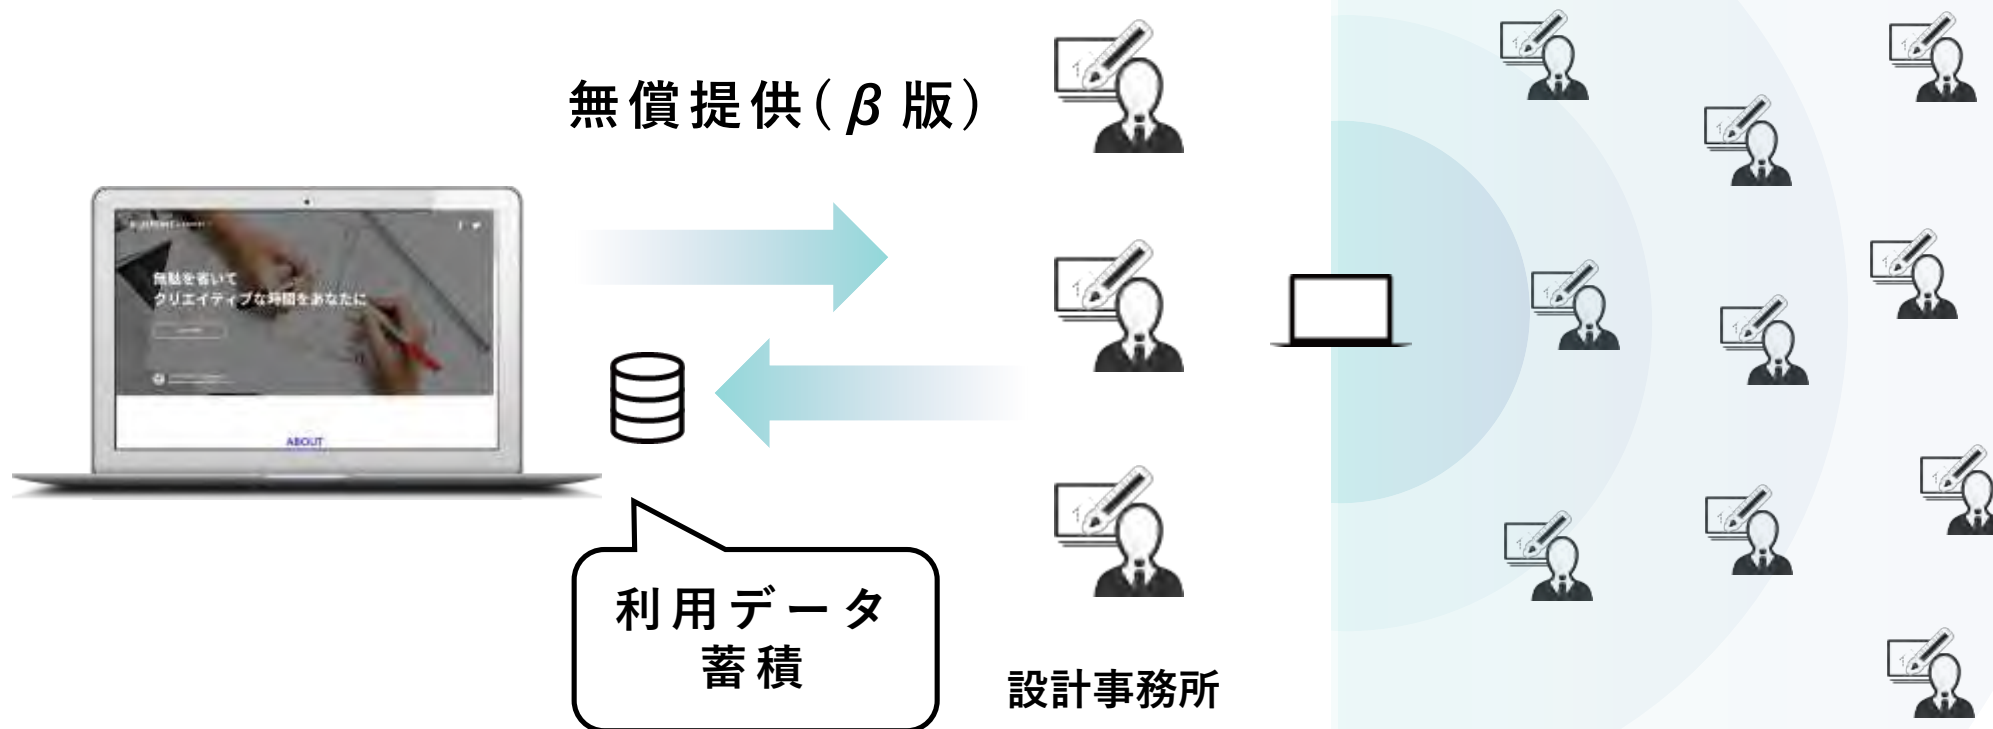 無償提供(β版)
無駄を省いて
クリエイティブな時間をあなたに
ABOUT
利用データ
蓄積
設計事務所